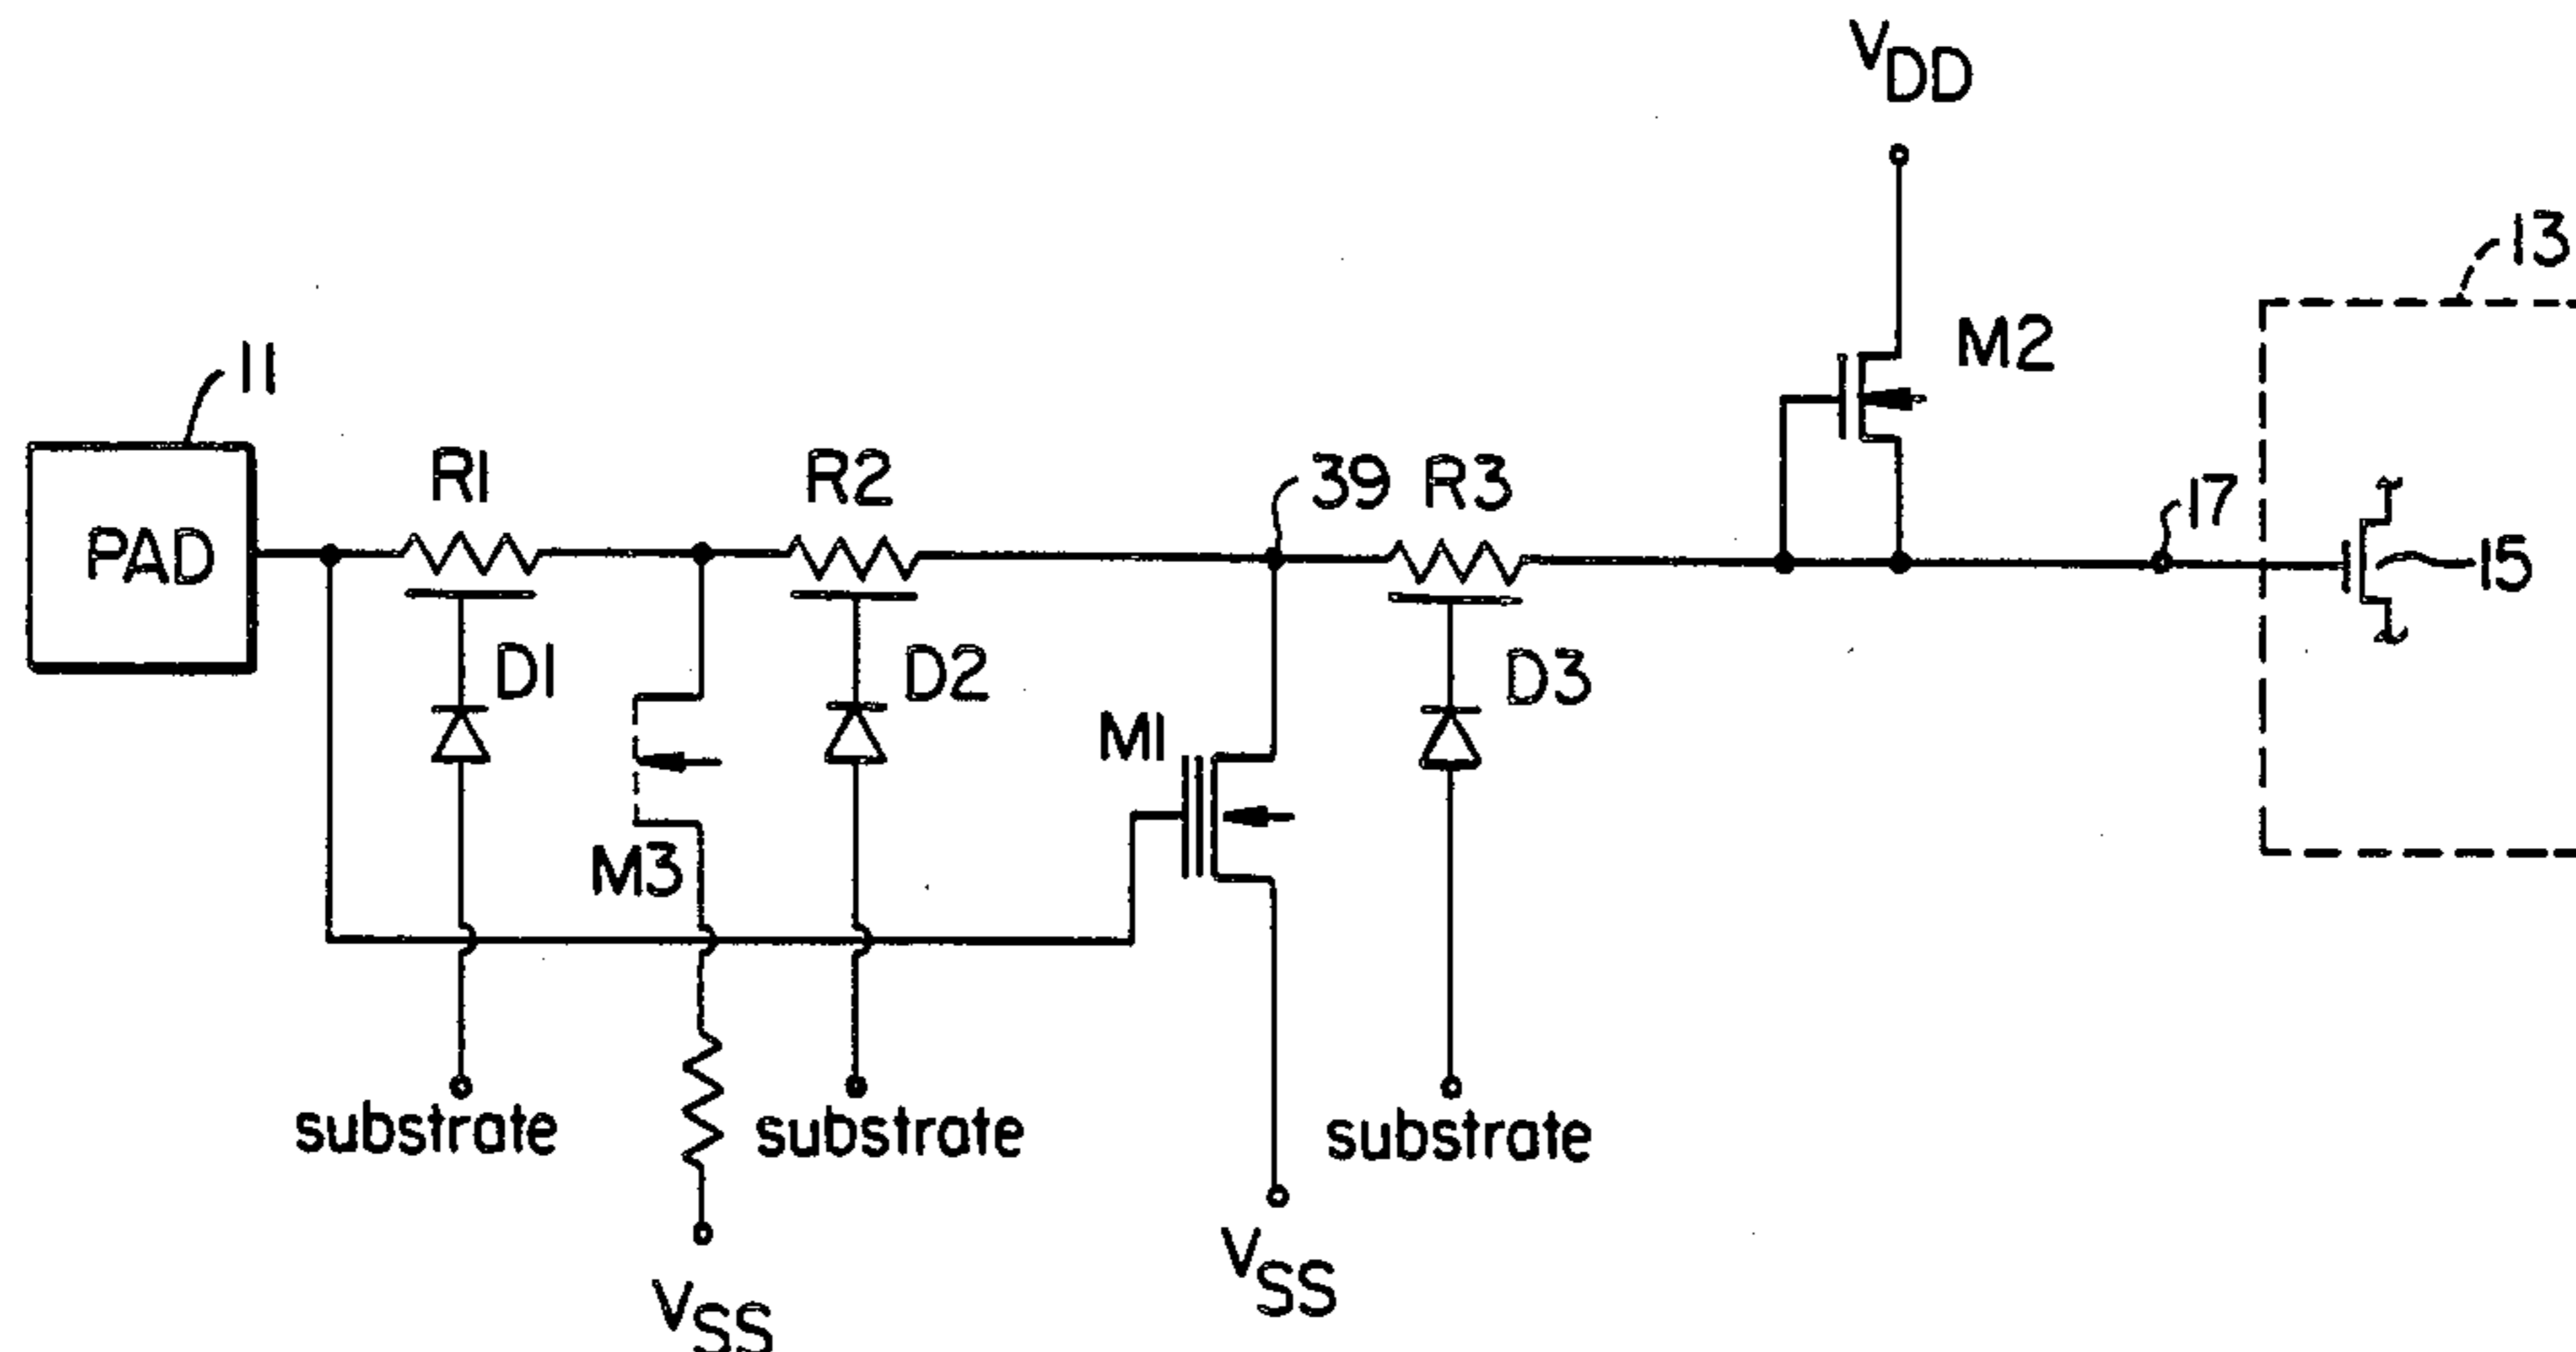 VDD
13
11
M2
R1
R2
39
R3
17
PAD
15
D1
D2
D3
M1
M3
substrate
substrate
substrate
VSS
VSS